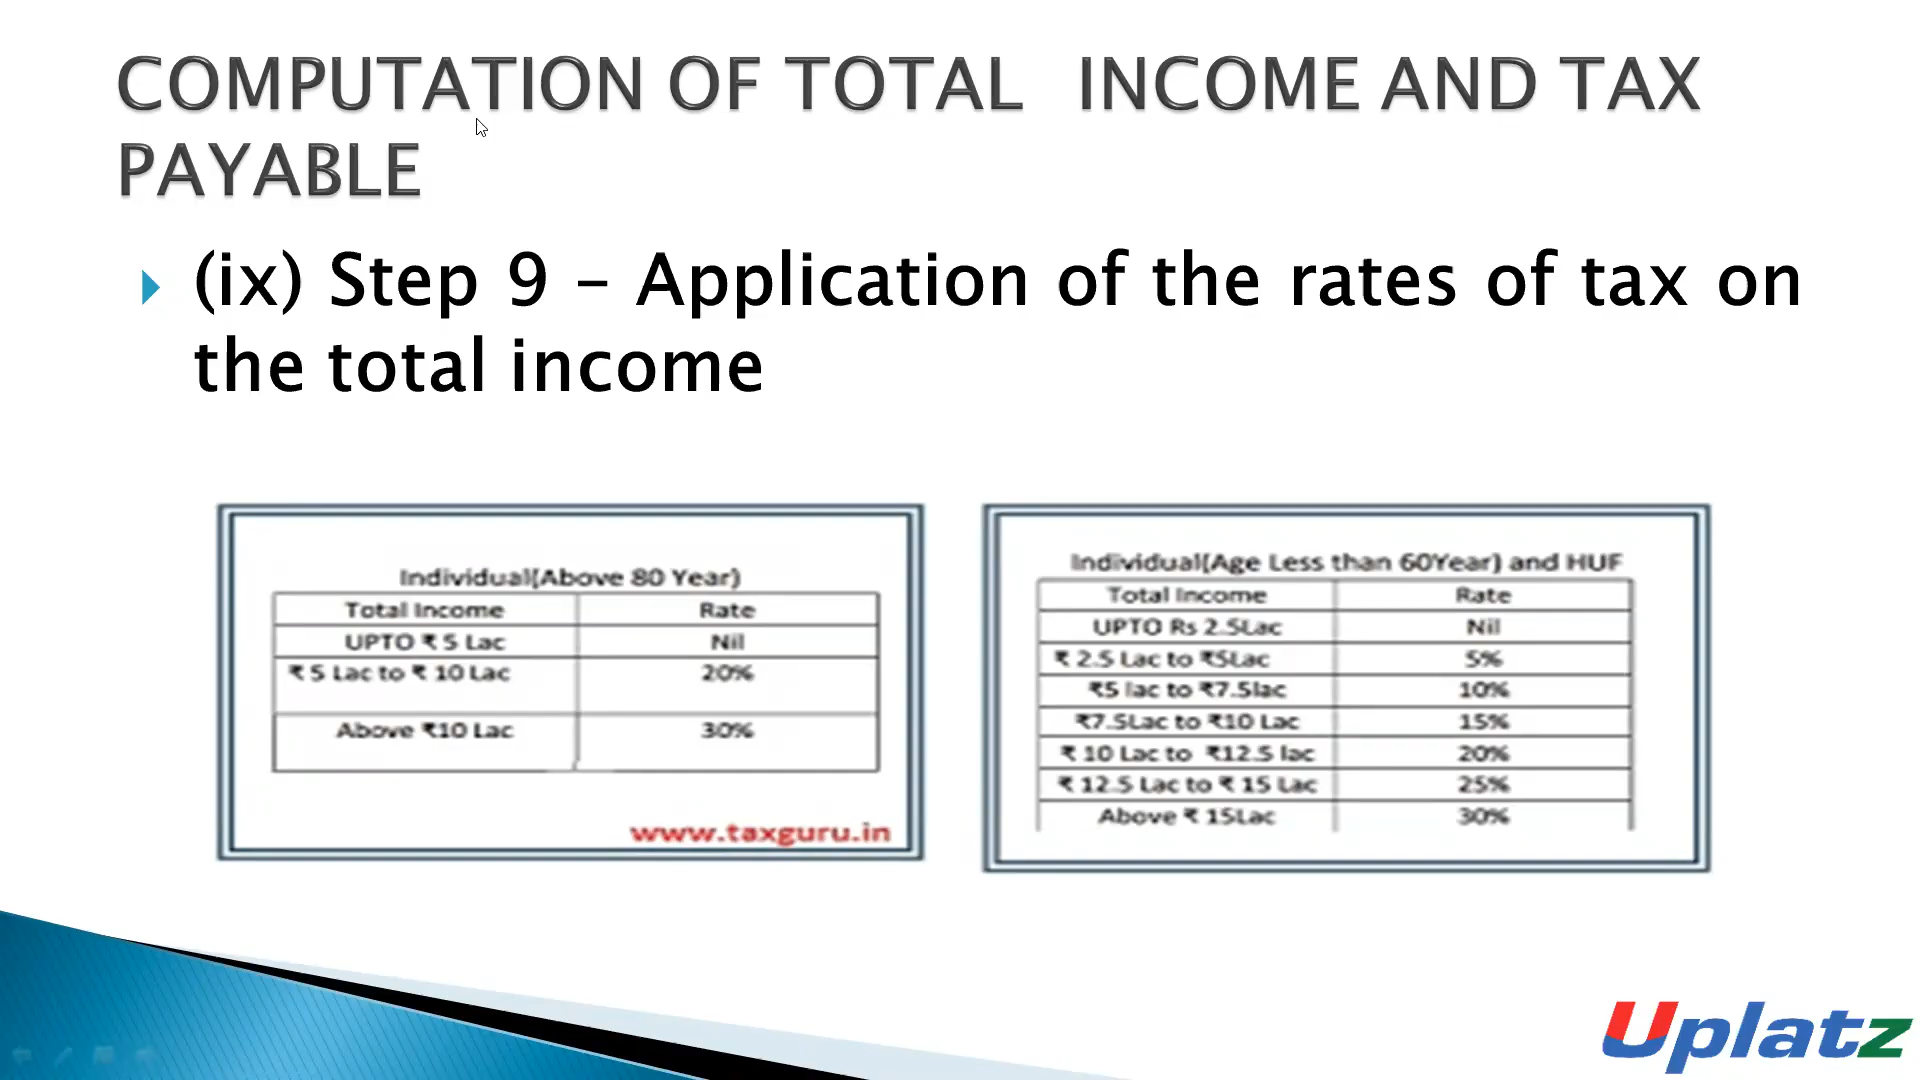 COMPUTATION OF TOTAL INCOME AND TAX
PAYABLE
(ix) Step 9 – Application of the rates of tax on
the total income
Individual(Above 80 Year)
Total Income Rate
UPTO ₹ 5 Lac Nil
₹ 5 Lac to ₹ 10 Lac 20%
Above ₹10 Lac 30%
www.taxguru.in
Individual(Age Less than 60Year) and HUF
Total Income Rate
UPTO Rs 2.5Lac Nil
₹ 2.5 Lac to ₹5Lac 5%
₹5 lac to ₹7.5lac 10%
₹7.5Lac to ₹10 Lac 15%
₹ 10 Lac to ₹12.5 lac 20%
₹ 12.5 Lac to ₹ 15 Lac 25%
Above ₹ 15Lac 30%
Uplatz